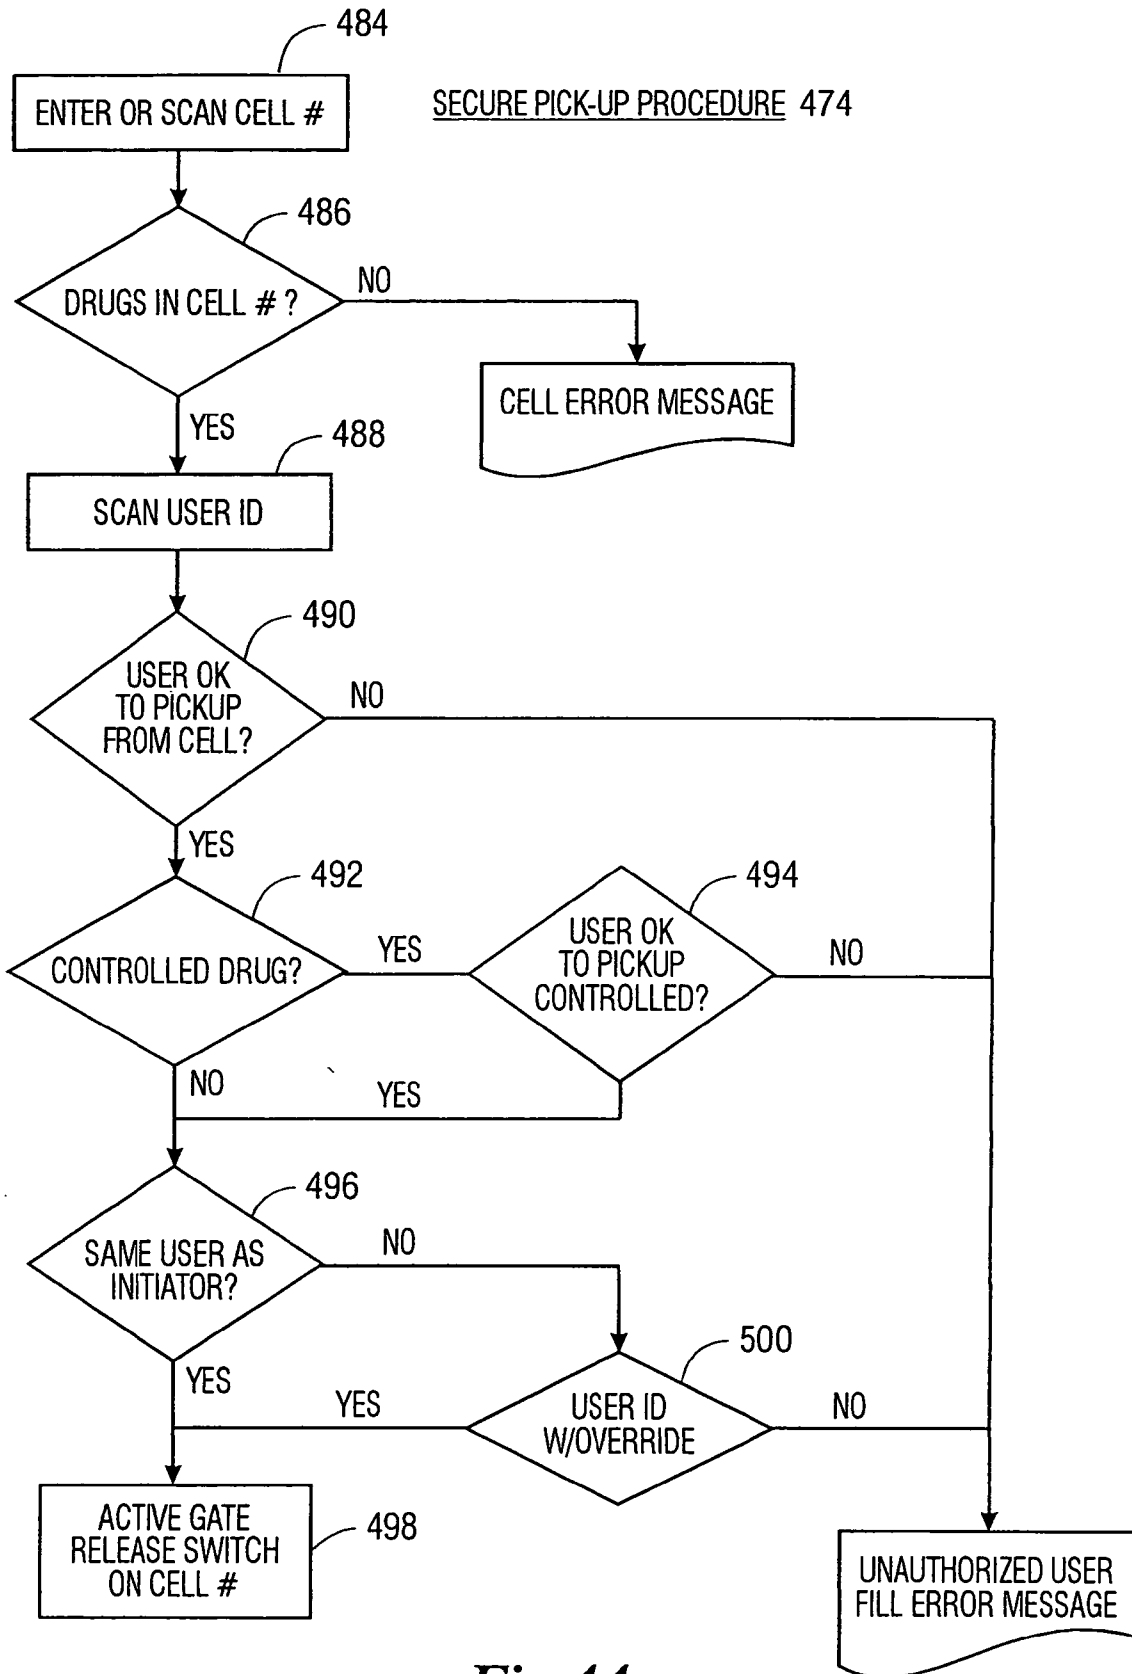 484
ENTER OR SCAN CELL #
SECURE PICK-UP PROCEDURE 474
486
DRUGS IN CELL # ?
NO
CELL ERROR MESSAGE
YES
488
SCAN USER ID
490
USER OK
TO PICKUP
FROM CELL?
NO
YES
492
CONTROLLED DRUG?
YES
494
USER OK
TO PICKUP
CONTROLLED?
NO
NO
YES
496
SAME USER AS
INITIATOR?
NO
YES
500
USER ID
W/OVERRIDE
YES
NO
ACTIVE GATE
RELEASE SWITCH
ON CELL #
498
UNAUTHORIZED USER
FILL ERROR MESSAGE